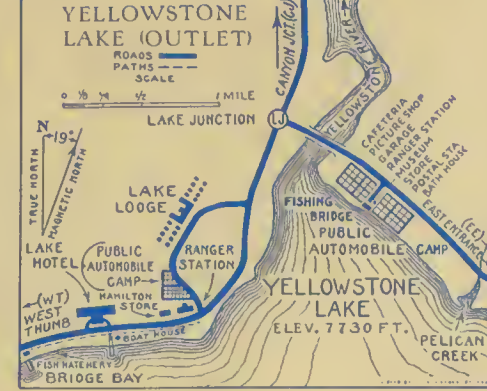 YELLOWSTONE
LAKE (OUTLET)
ROADS
PATHS
SCALE
0 1/8 1/4 1/2 1 MILE
CANYON JCT. (CJ)
YELLOWSTONE RIVER
LAKE JUNCTION
LJ
N
19°
TRUE NORTH
MAGNETIC NORTH
CAFETERIA
PICTURE SHOP
GARAGE
RANGER STATION
MUSEUM
STORE
POSTAL STA.
BATH HOUSE
EAST ENTRANCE
(EE)
LAKE
LODGE
FISHING
BRIDGE
PUBLIC
AUTOMOBILE CAMP
LAKE
HOTEL
PUBLIC
AUTOMOBILE
CAMP
RANGER
STATION
HAMILTON
STORE
(WT)
WEST
THUMB
BOAT HOUSE
YELLOWSTONE
LAKE
ELEV. 7730 FT.
PELICAN
CREEK
FISH HATCHERY
BRIDGE BAY